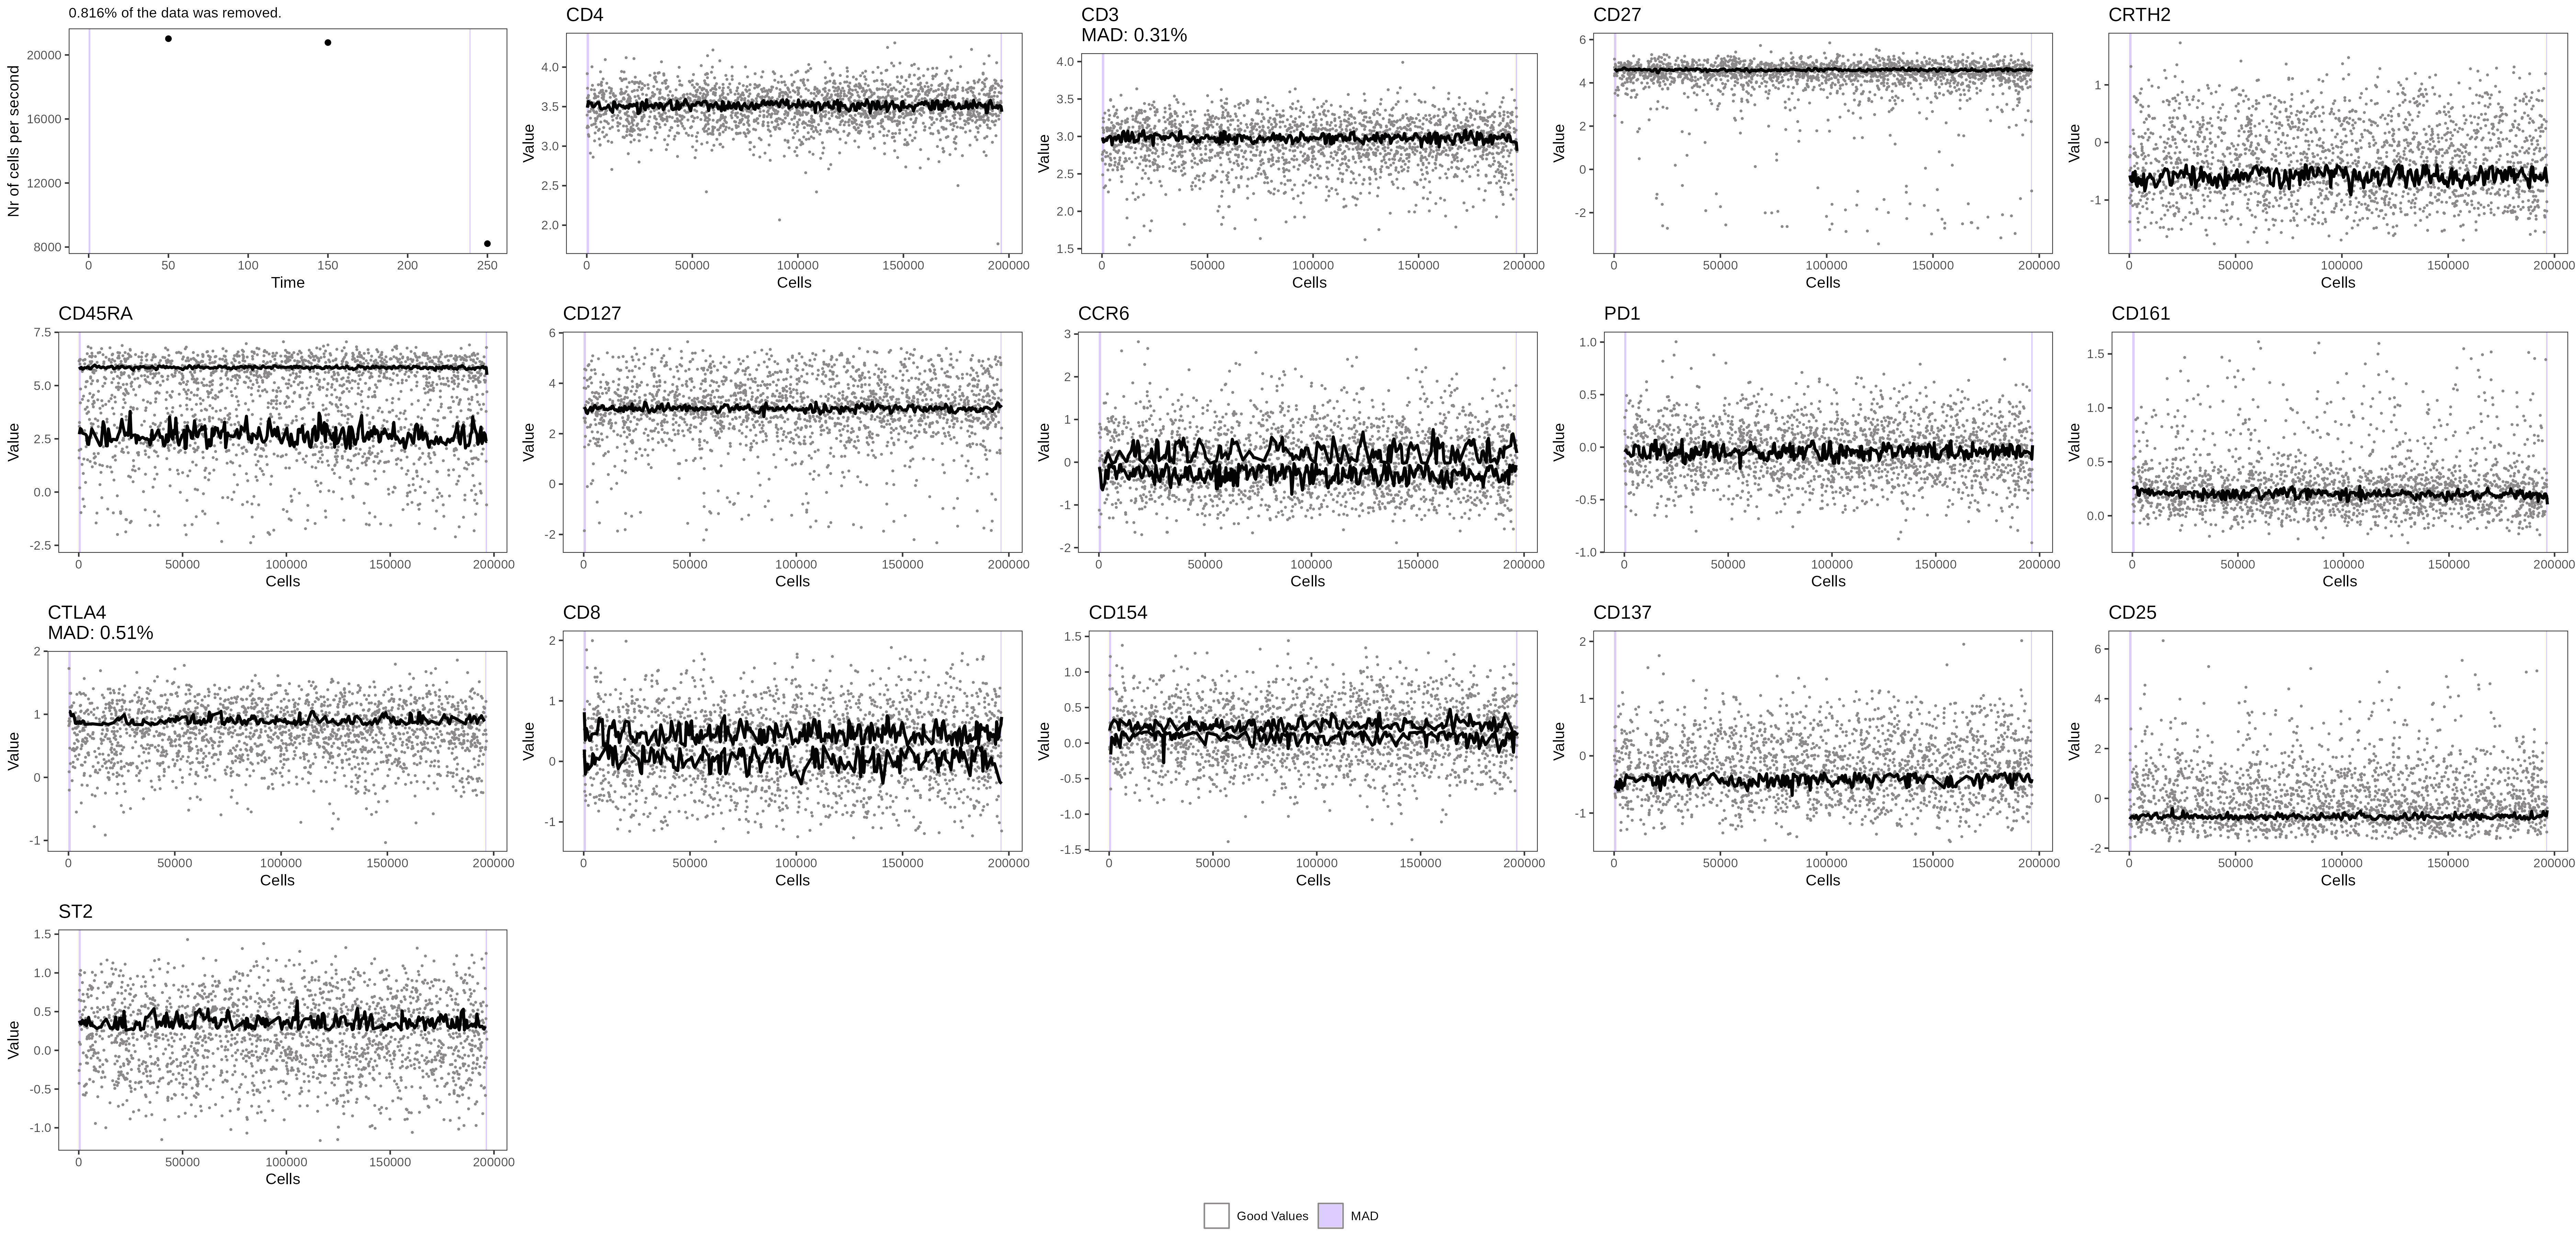 0.816% of the data was removed.
Nr of cells per second
20000
16000
12000
8000
0 50 100 150 200 250
Time
CD4
Value
4.0
3.5
3.0
2.5
2.0
0 50000 100000 150000 200000
Cells
CD3
MAD: 0.31%
Value
4.0
3.5
3.0
2.5
2.0
1.5
0 50000 100000 150000 200000
Cells
CD27
Value
6
4
2
0
-2
0 50000 100000 150000 200000
Cells
CRTH2
Value
1
0
-1
0 50000 100000 150000 200000
Cells
CD45RA
Value
7.5
5.0
2.5
0.0
-2.5
0 50000 100000 150000 200000
Cells
CD127
Value
6
4
2
0
-2
0 50000 100000 150000 200000
Cells
CCR6
Value
3
2
1
0
-1
-2
0 50000 100000 150000 200000
Cells
PD1
Value
1.0
0.5
0.0
-0.5
-1.0
0 50000 100000 150000 200000
Cells
CD161
Value
1.5
1.0
0.5
0.0
0 50000 100000 150000 200000
Cells
CTLA4
MAD: 0.51%
Value
2
1
0
-1
0 50000 100000 150000 200000
Cells
CD8
Value
2
1
0
-1
0 50000 100000 150000 200000
Cells
CD154
Value
1.5
1.0
0.5
0.0
-0.5
-1.0
-1.5
0 50000 100000 150000 200000
Cells
CD137
Value
2
1
0
-1
0 50000 100000 150000 200000
Cells
CD25
Value
6
4
2
0
-2
0 50000 100000 150000 200000
Cells
ST2
Value
1.5
1.0
0.5
0.0
-0.5
-1.0
0 50000 100000 150000 200000
Cells
Good Values MAD